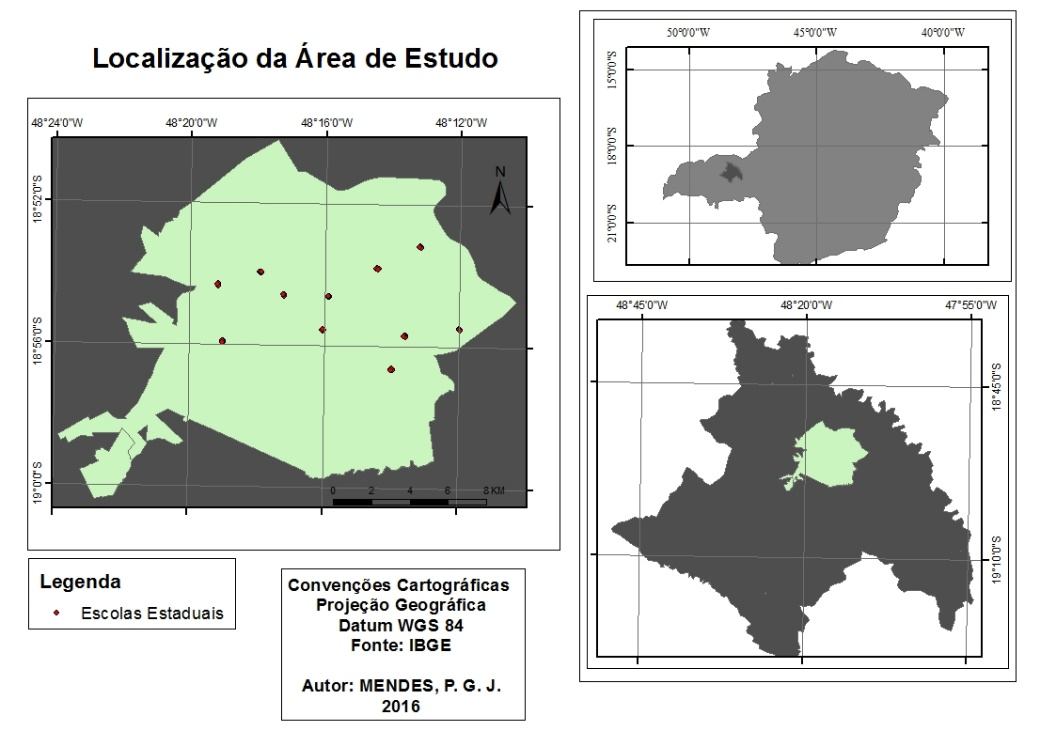 Localização da Área de Estudo
48°24'0"W 48°20'0"W 48°16'0"W 48°12'0"W
18°52'0"S
18°56'0"S
19°0'0"S
N
0 2 4 6 8 KM
Legenda
Escolas Estaduais
Convenções Cartográficas
Projeção Geográfica
Datum WGS 84
Fonte: IBGE
Autor: MENDES, P. G. J.
2016
50°0'0"W 45°0'0"W 40°0'0"W
15°0'0"S
18°0'0"S
21°0'0"S
48°45'0"W 48°20'0"W 47°55'0"W
18°45'0"S
19°10'0"S